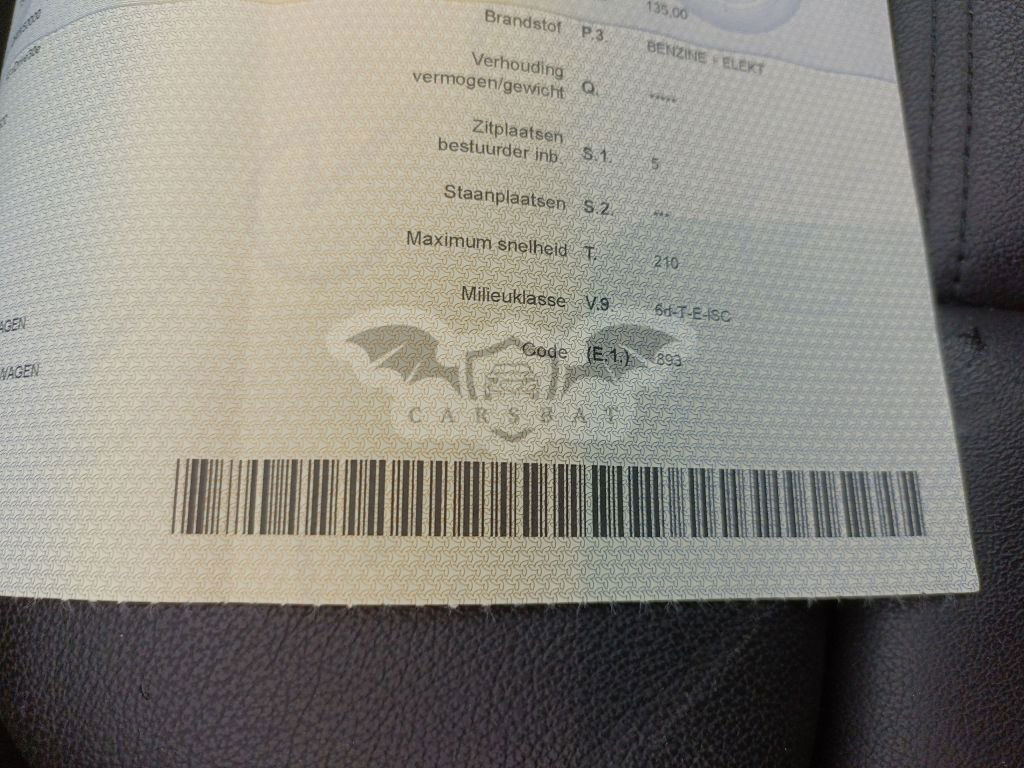 135,00
Brandstof P.3. BENZINE + ELEKT
Verhouding
vermogen/gewicht Q. -----
Zitplaatsen
bestuurder inb. S.1. 5
Staanplaatsen S.2. ---
Maximum snelheid T. 210
Milieuklasse V.9. 6d-T-E-ISC
AGEN
Code (E.1.) 893
WAGEN
CARSBAT